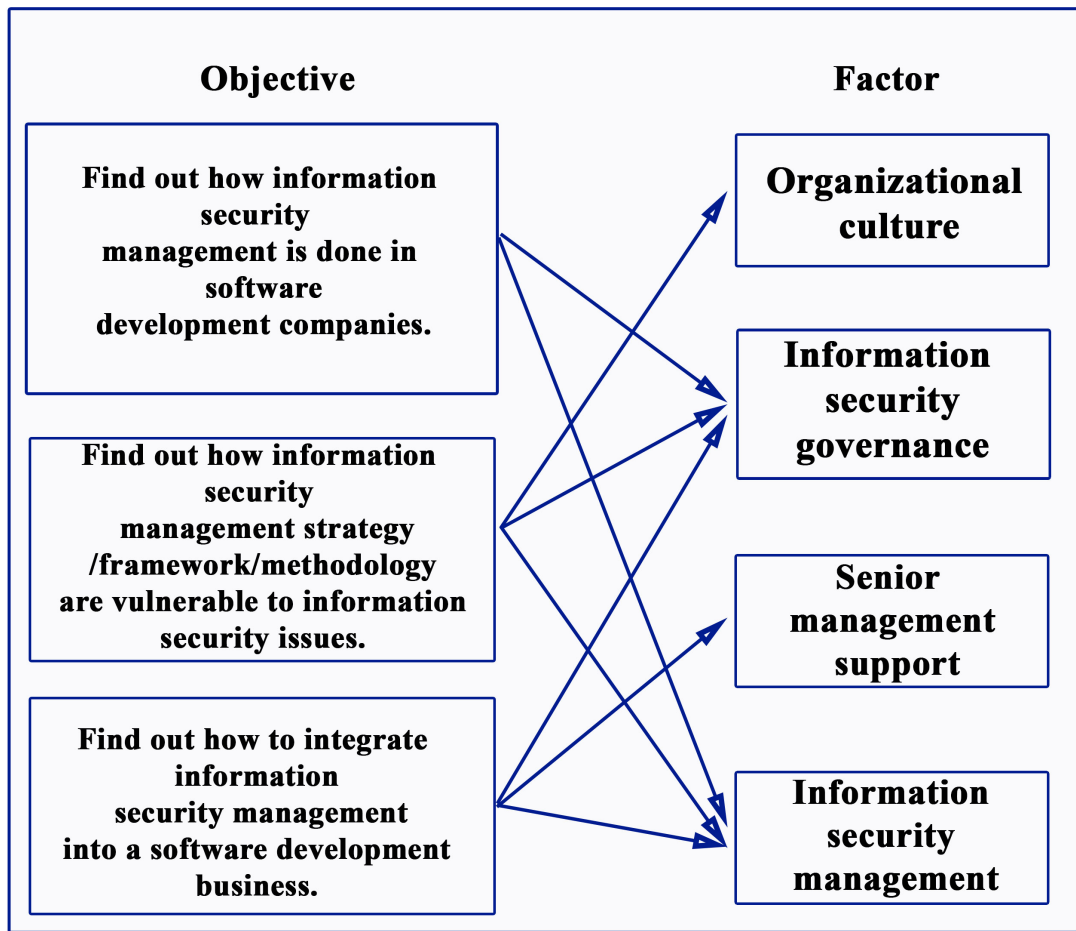 Objective
Find out how information
security
management is done in
software
development companies.
Find out how information
security
management strategy
/framework/methodology
are vulnerable to information
security issues.
Find out how to integrate
information
security management
into a software development
business.
Factor
Organizational
culture
Information
security
governance
Senior
management
support
Information
security
management